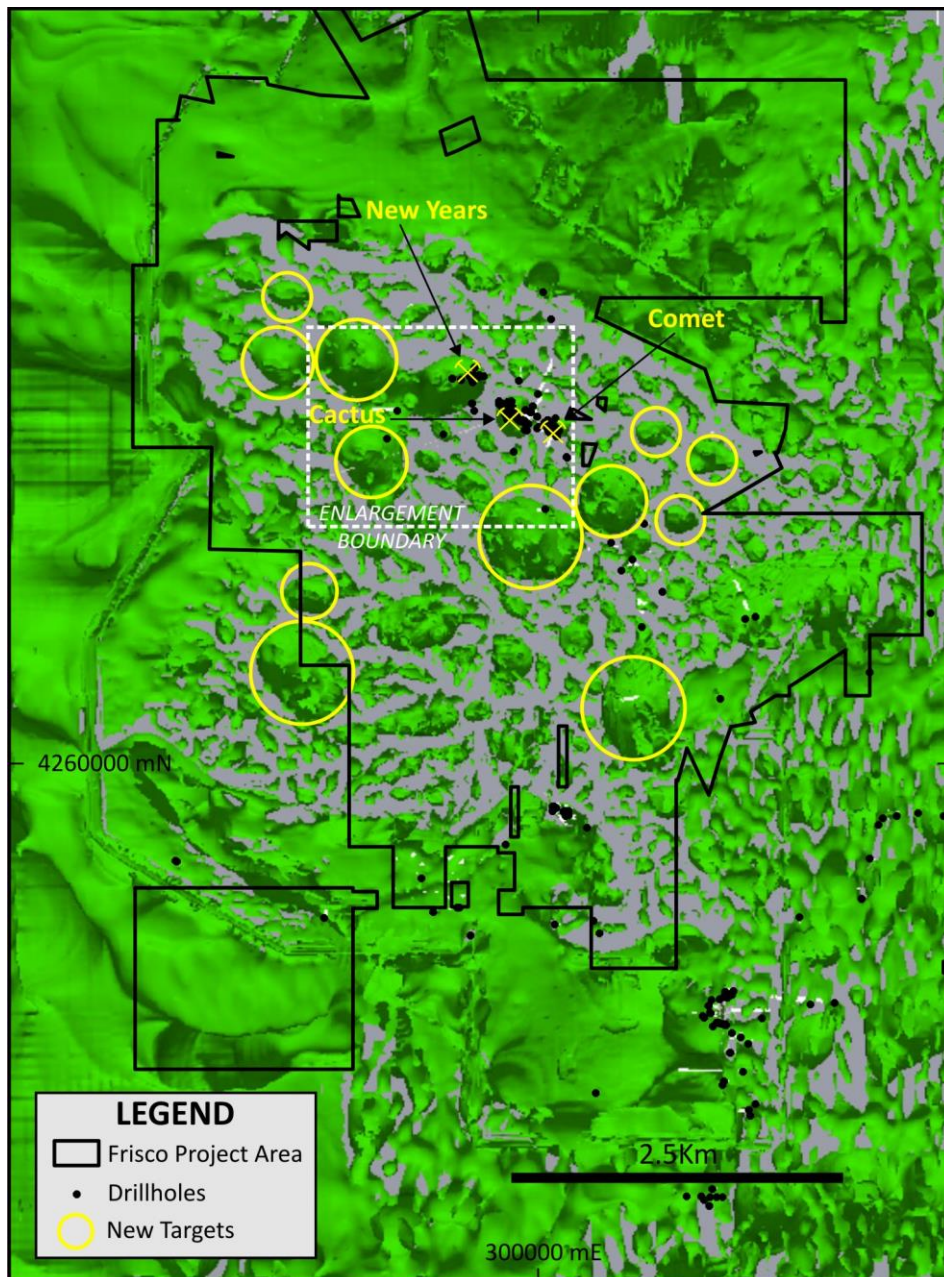 New Years
Comet
Cactus
ENLARGEMENT
BOUNDARY
4260000 mN
LEGEND
Frisco Project Area
Drillholes
New Targets
2.5Km
300000 mE